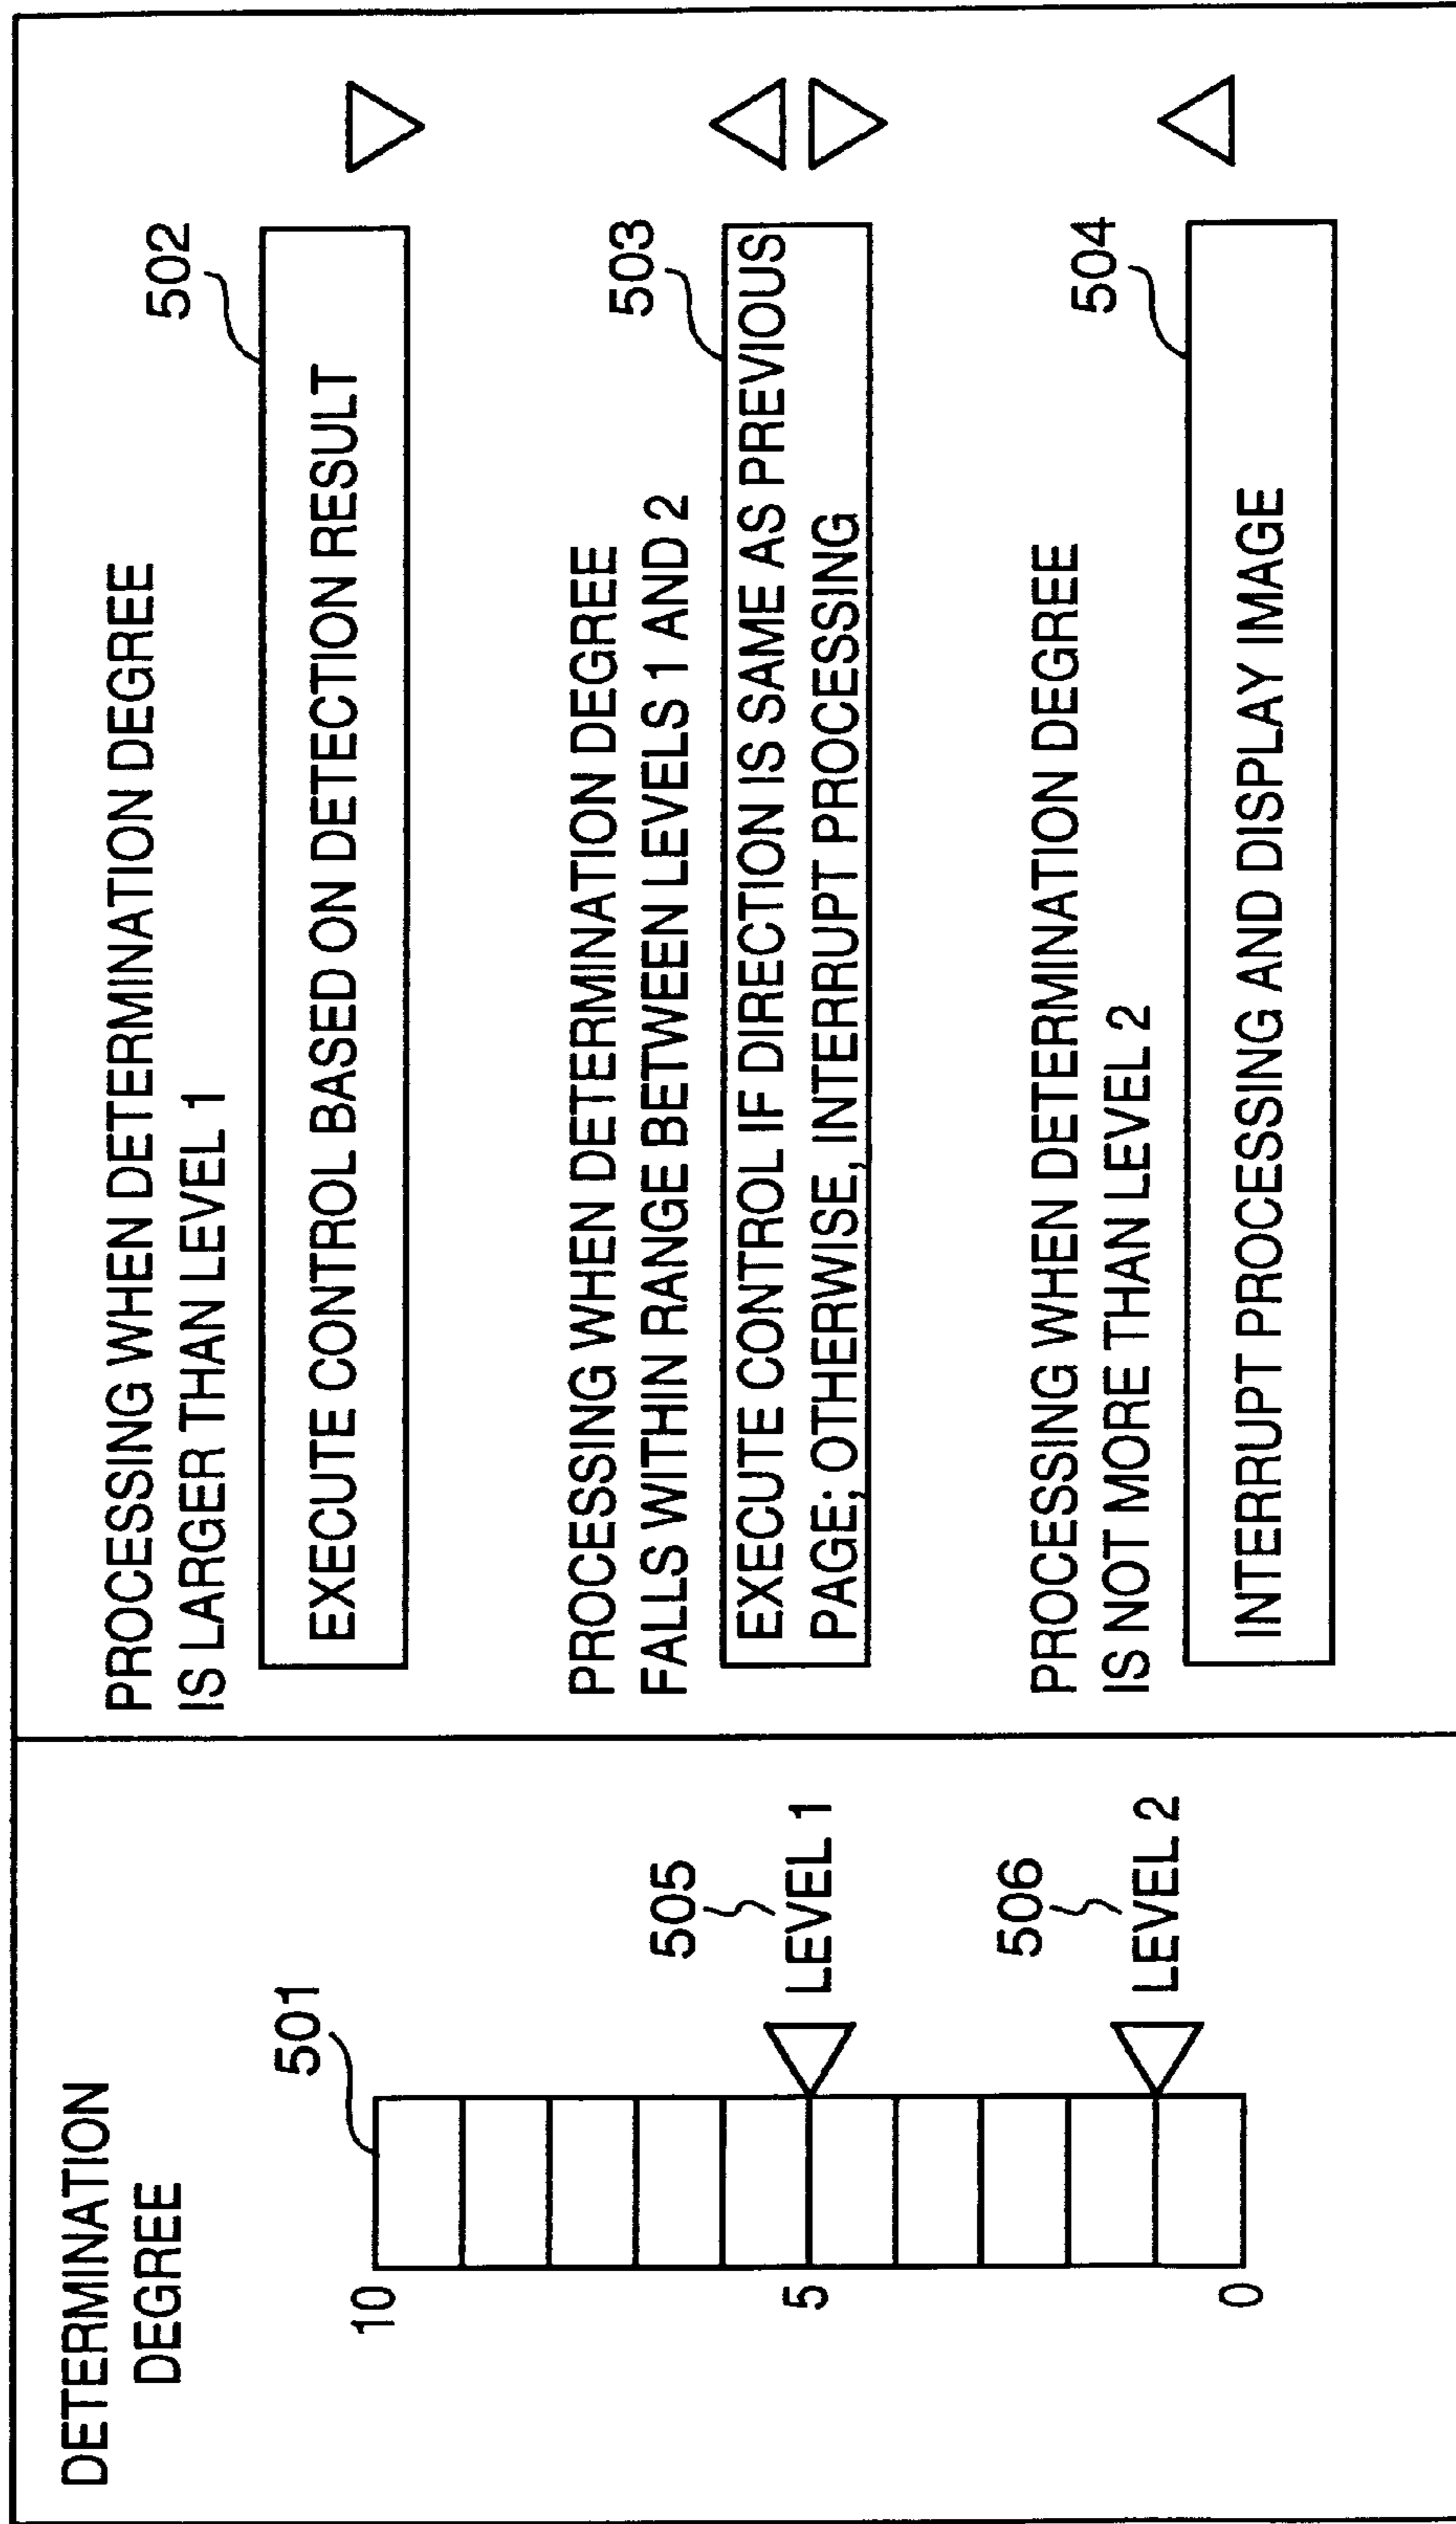 DETERMINATION
DEGREE
501
10
5
0
505
LEVEL 1
506
LEVEL 2
PROCESSING WHEN DETERMINATION DEGREE
IS LARGER THAN LEVEL 1
502
EXECUTE CONTROL BASED ON DETECTION RESULT
PROCESSING WHEN DETERMINATION DEGREE
FALLS WITHIN RANGE BETWEEN LEVELS 1 AND 2
503
EXECUTE CONTROL IF DIRECTION IS SAME AS PREVIOUS
PAGE; OTHERWISE, INTERRUPT PROCESSING
PROCESSING WHEN DETERMINATION DEGREE
IS NOT MORE THAN LEVEL 2
504
INTERRUPT PROCESSING AND DISPLAY IMAGE